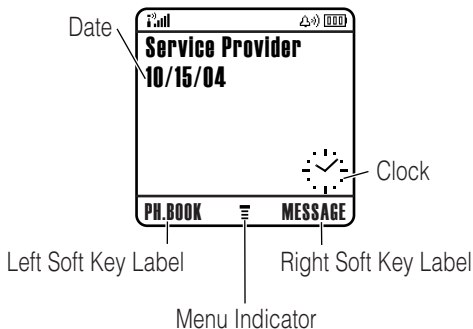 Date
Service Provider
10/15/04
Clock
PH.BOOK MESSAGE
Left Soft Key Label Right Soft Key Label
Menu Indicator